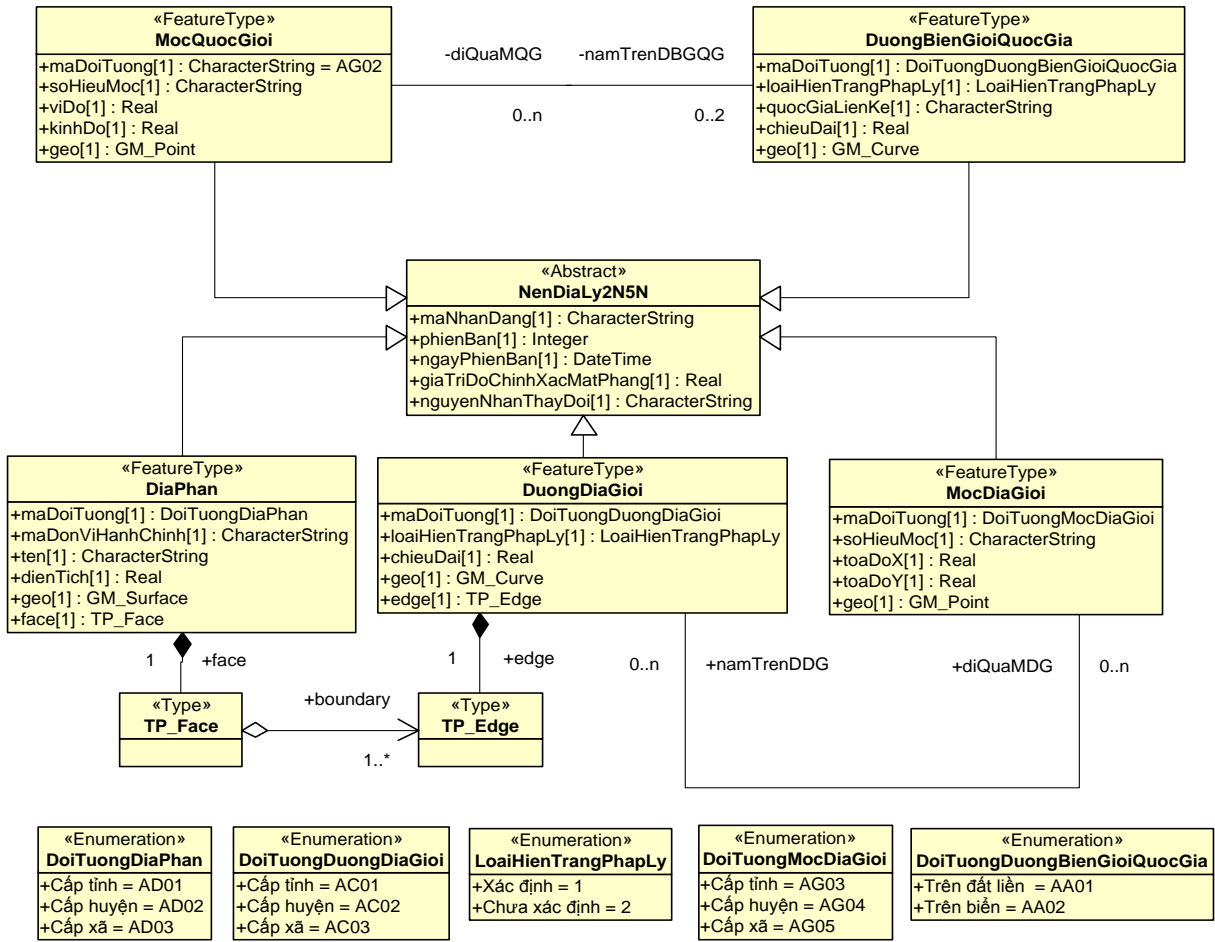 «FeatureType»
MocQuocGioi
+maDoiTuong[1] : CharacterString = AG02
+soHieuMoc[1] : CharacterString
+viDo[1] : Real
+kinhDo[1] : Real
+geo[1] : GM_Point
-diQuaMQG
-namTrenDBGQG
0..n
0..2
«FeatureType»
DuongBienGioiQuocGia
+maDoiTuong[1] : DoiTuongDuongBienGioiQuocGia
+loaiHienTrangPhapLy[1] : LoaiHienTrangPhapLy
+quocGiaLienKe[1] : CharacterString
+chieuDai[1] : Real
+geo[1] : GM_Curve
«Abstract»
NenDiaLy2N5N
+maNhanDang[1] : CharacterString
+phienBan[1] : Integer
+ngayPhienBan[1] : DateTime
+giaTriDoChinhXacMatPhang[1] : Real
+nguyenNhanThayDoi[1] : CharacterString
«FeatureType»
DiaPhan
+maDoiTuong[1] : DoiTuongDiaPhan
+maDonViHanhChinh[1] : CharacterString
+ten[1] : CharacterString
+dienTich[1] : Real
+geo[1] : GM_Surface
+face[1] : TP_Face
«FeatureType»
DuongDiaGioi
+maDoiTuong[1] : DoiTuongDuongDiaGioi
+loaiHienTrangPhapLy[1] : LoaiHienTrangPhapLy
+chieuDai[1] : Real
+geo[1] : GM_Curve
+edge[1] : TP_Edge
«FeatureType»
MocDiaGioi
+maDoiTuong[1] : DoiTuongMocDiaGioi
+soHieuMoc[1] : CharacterString
+toaDoX[1] : Real
+toaDoY[1] : Real
+geo[1] : GM_Point
1
+face
1
+edge
0..n
+namTrenDDG
+diQuaMDG
0..n
«Type»
TP_Face
+boundary
1..*
«Type»
TP_Edge
«Enumeration»
DoiTuongDiaPhan
+Cấp tỉnh = AD01
+Cấp huyện = AD02
+Cấp xã = AD03
«Enumeration»
DoiTuongDuongDiaGioi
+Cấp tỉnh = AC01
+Cấp huyện = AC02
+Cấp xã = AC03
«Enumeration»
LoaiHienTrangPhapLy
+Xác định = 1
+Chưa xác định = 2
«Enumeration»
DoiTuongMocDiaGioi
+Cấp tỉnh = AG03
+Cấp huyện = AG04
+Cấp xã = AG05
«Enumeration»
DoiTuongDuongBienGioiQuocGia
+Trên đất liền = AA01
+Trên biển = AA02